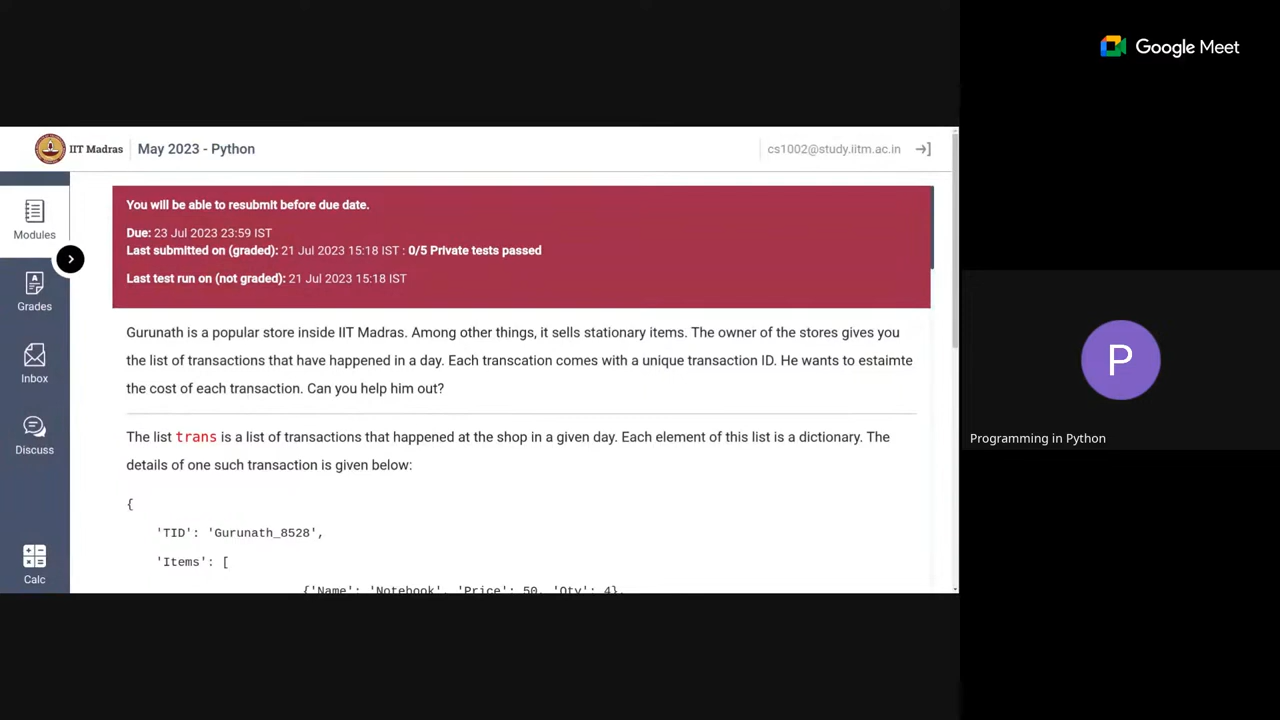 Google Meet
IIT Madras
May 2023 - Python
cs1002@study.iitm.ac.in
Modules
Grades
Inbox
Discuss
Calc
You will be able to resubmit before due date.
Due: 23 Jul 2023 23:59 IST
Last submitted on (graded): 21 Jul 2023 15:18 IST : 0/5 Private tests passed
Last test run on (not graded): 21 Jul 2023 15:18 IST
Gurunath is a popular store inside IIT Madras. Among other things, it sells stationary items. The owner of the stores gives you
the list of transactions that have happened in a day. Each transcation comes with a unique transaction ID. He wants to estaimte
the cost of each transaction. Can you help him out?
The list trans is a list of transactions that happened at the shop in a given day. Each element of this list is a dictionary. The
details of one such transaction is given below:
{
'TID': 'Gurunath_8528',
'Items': [
{'Name': 'Notebook', 'Price': 50, 'Qty': 4},
P
Programming in Python